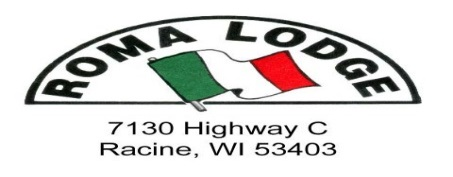 ROMA LODGE
7130 Highway C
Racine, WI 53403